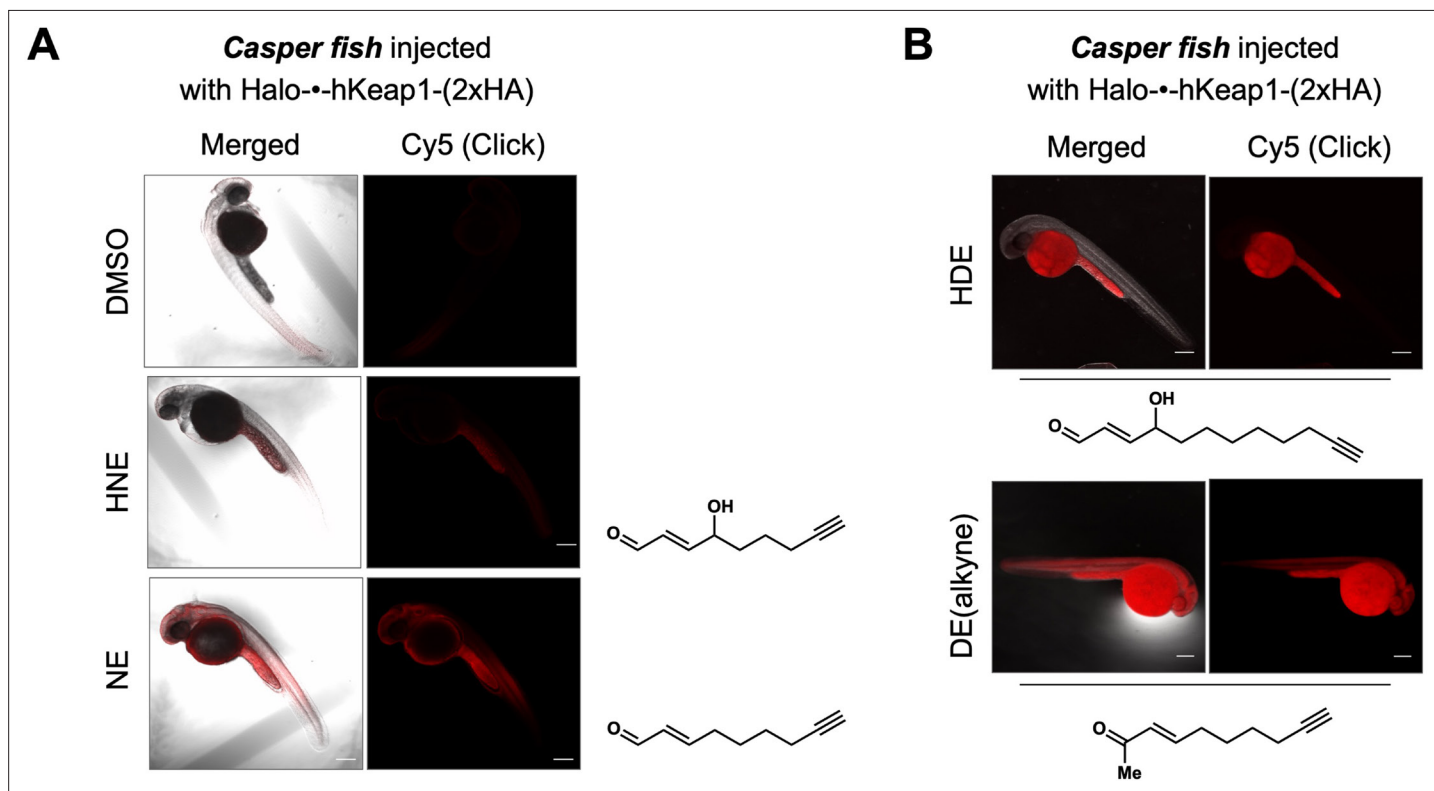 A
Casper fish injected
with Halo-•-hKeap1-(2xHA)
Merged
Cy5 (Click)
DMSO
HNE
OH
O
NE
O
B
Casper fish injected
with Halo-•-hKeap1-(2xHA)
Merged
Cy5 (Click)
HDE
OH
O
DE(alkyne)
O
Me